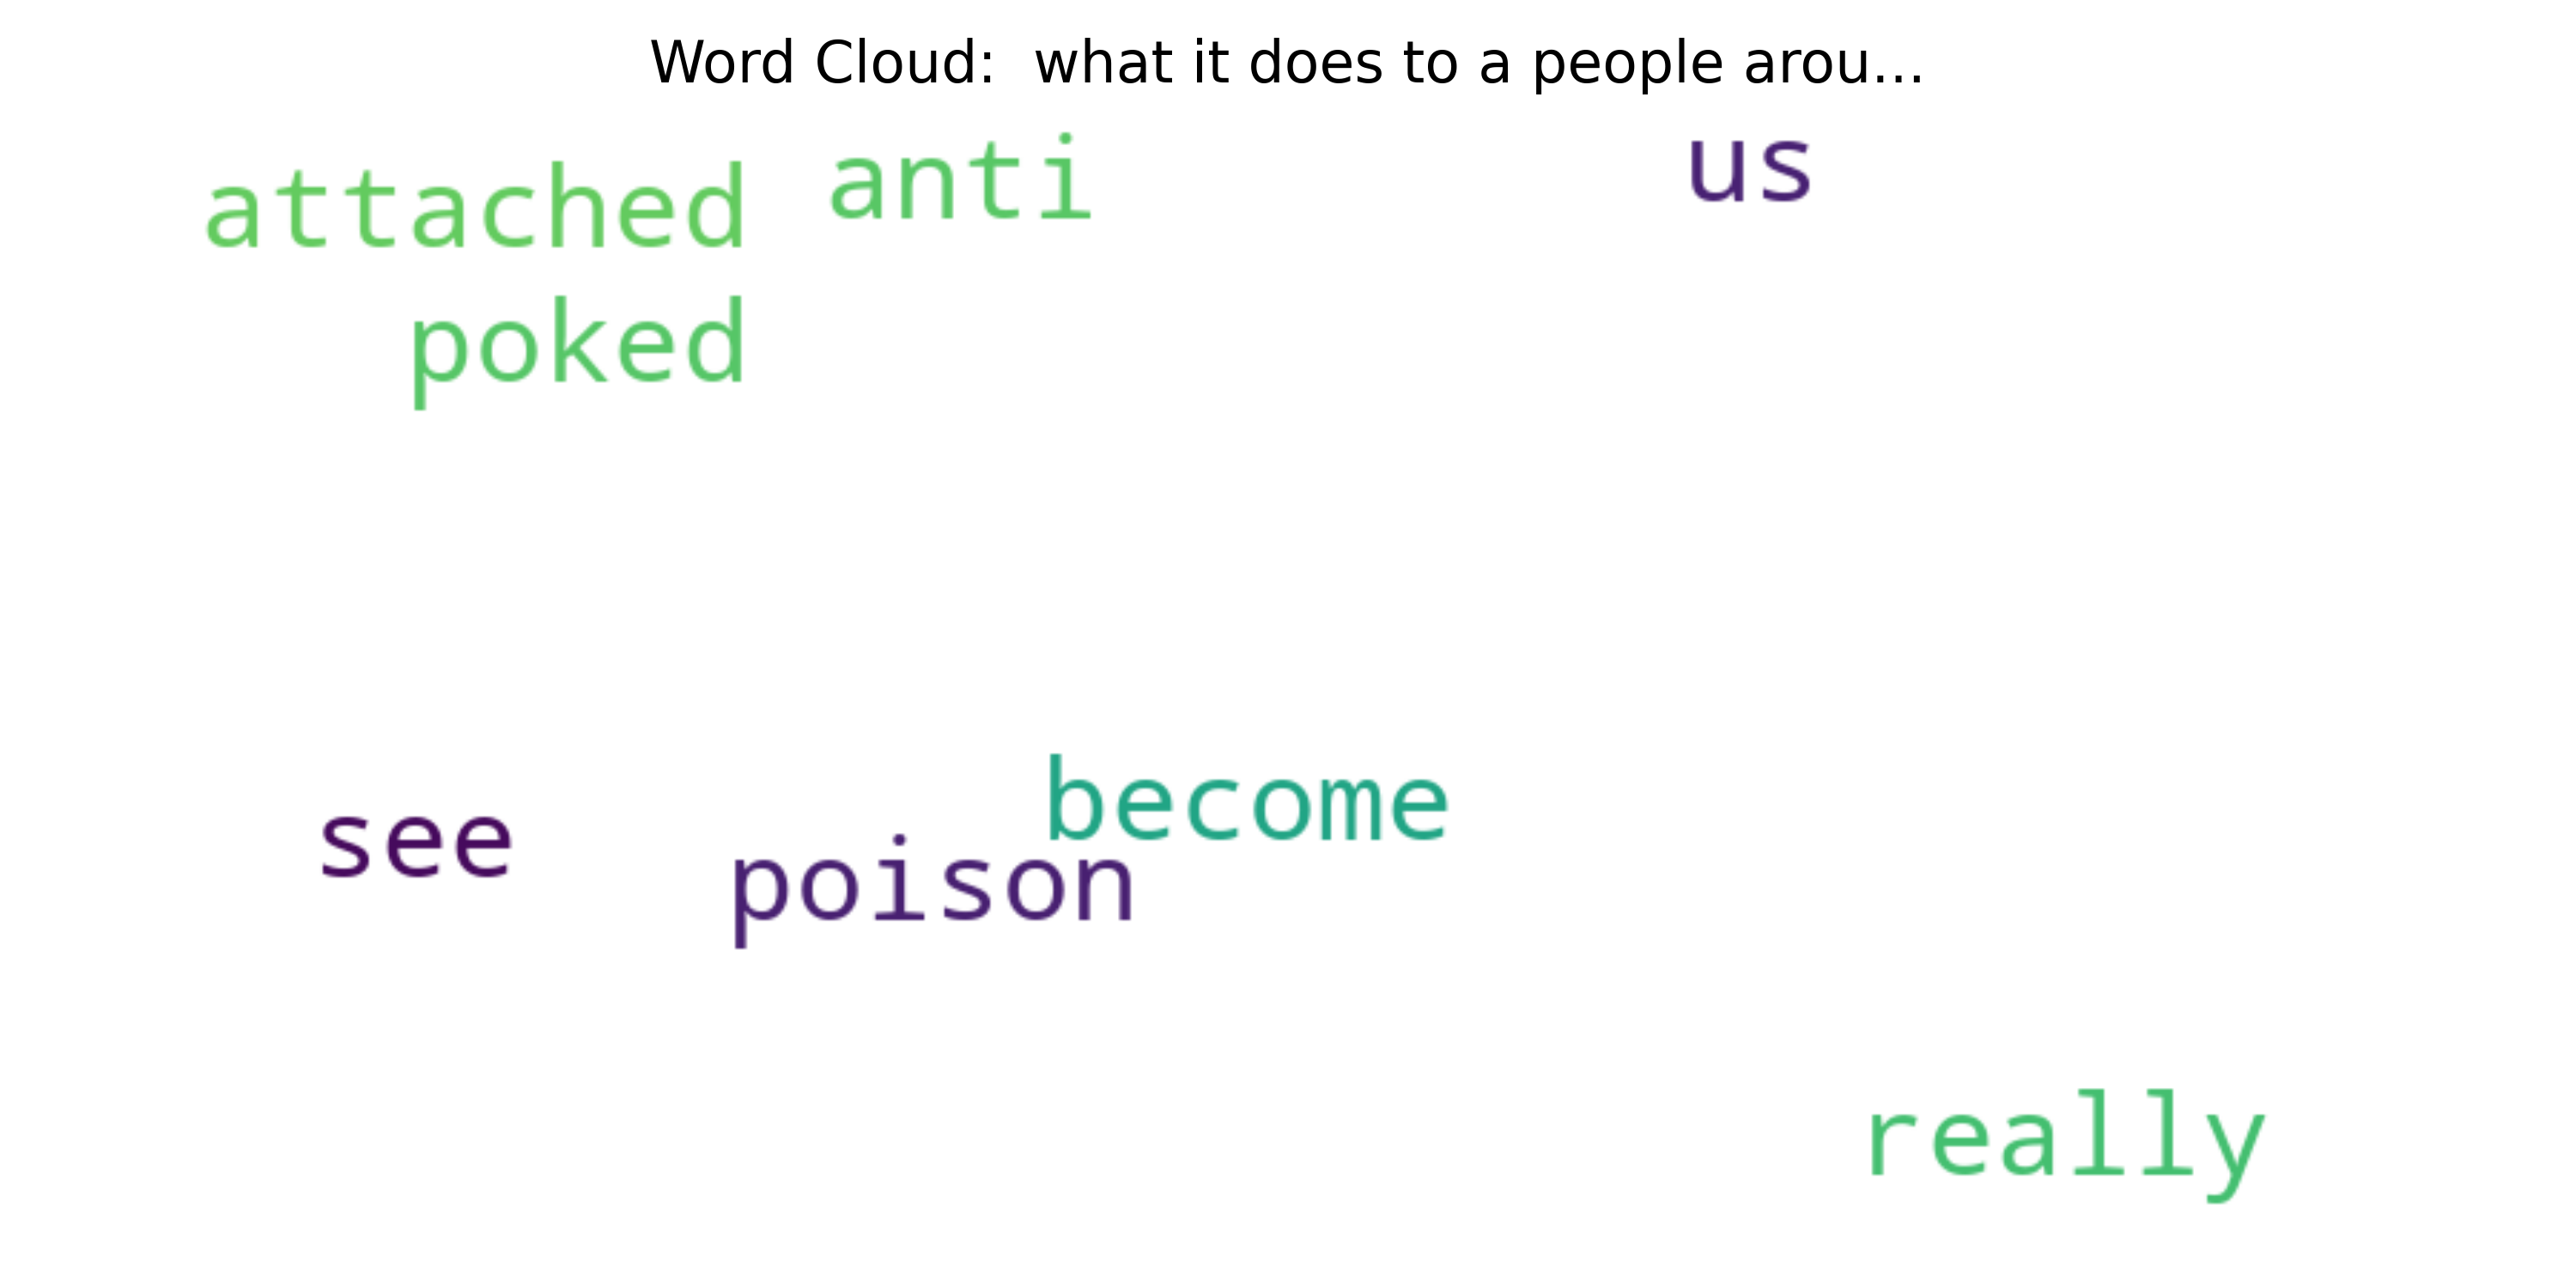 Word Cloud:  what it does to a people arou...
attached anti us
poked
become
see poison
really